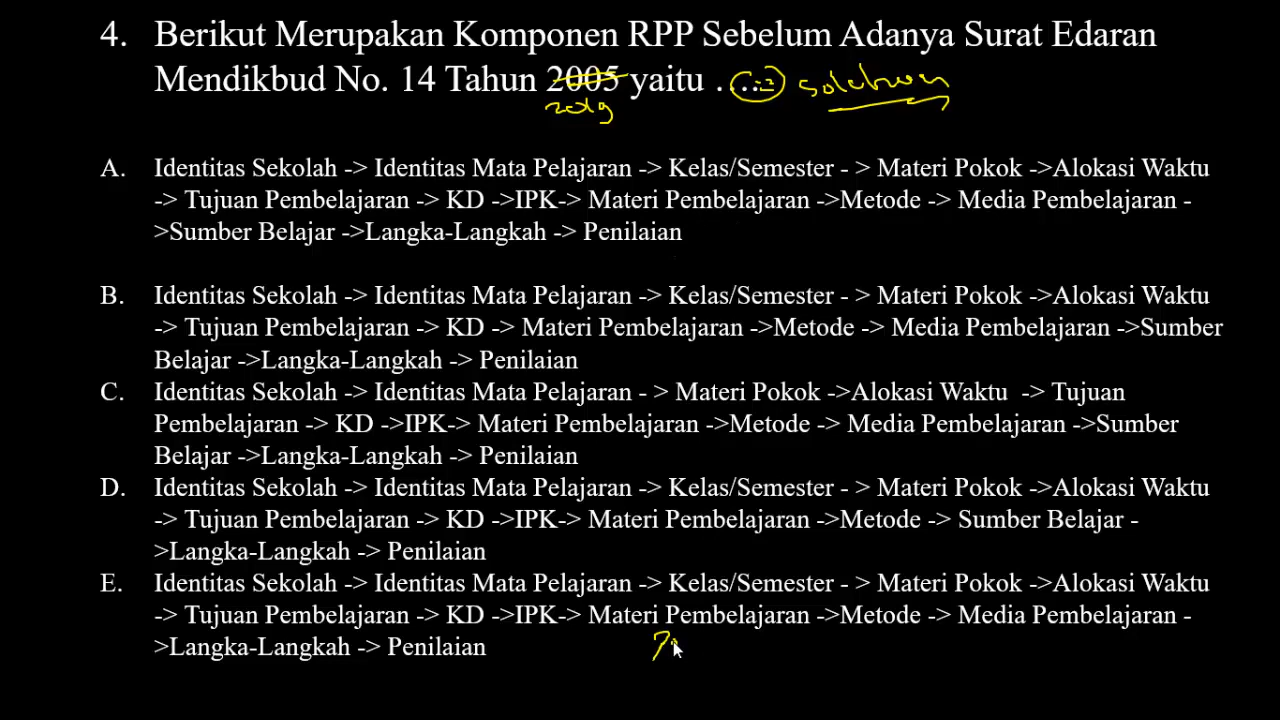 4. Berikut Merupakan Komponen RPP Sebelum Adanya Surat Edaran
Mendikbud No. 14 Tahun 2005 yaitu ....
2019
A. Identitas Sekolah -> Identitas Mata Pelajaran -> Kelas/Semester - > Materi Pokok ->Alokasi Waktu
-> Tujuan Pembelajaran -> KD ->IPK-> Materi Pembelajaran ->Metode -> Media Pembelajaran -
>Sumber Belajar ->Langka-Langkah -> Penilaian
B. Identitas Sekolah -> Identitas Mata Pelajaran -> Kelas/Semester - > Materi Pokok ->Alokasi Waktu
-> Tujuan Pembelajaran -> KD -> Materi Pembelajaran ->Metode -> Media Pembelajaran ->Sumber
Belajar ->Langka-Langkah -> Penilaian
C. Identitas Sekolah -> Identitas Mata Pelajaran - > Materi Pokok ->Alokasi Waktu -> Tujuan
Pembelajaran -> KD ->IPK-> Materi Pembelajaran ->Metode -> Media Pembelajaran ->Sumber
Belajar ->Langka-Langkah -> Penilaian
D. Identitas Sekolah -> Identitas Mata Pelajaran -> Kelas/Semester - > Materi Pokok ->Alokasi Waktu
-> Tujuan Pembelajaran -> KD ->IPK-> Materi Pembelajaran ->Metode -> Sumber Belajar -
>Langka-Langkah -> Penilaian
E. Identitas Sekolah -> Identitas Mata Pelajaran -> Kelas/Semester - > Materi Pokok ->Alokasi Waktu
-> Tujuan Pembelajaran -> KD ->IPK-> Materi Pembelajaran ->Metode -> Media Pembelajaran -
>Langka-Langkah -> Penilaian